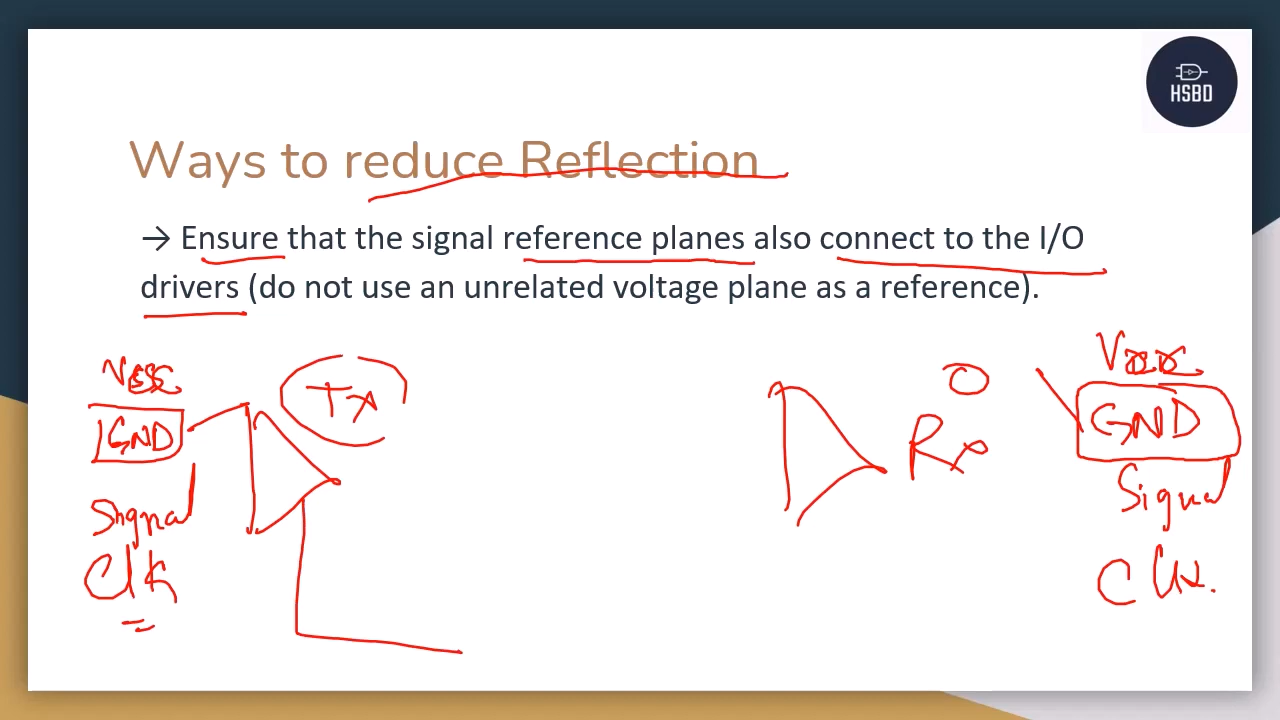 HSBD
Ways to reduce Reflection
→ Ensure that the signal reference planes also connect to the I/O
drivers (do not use an unrelated voltage plane as a reference).
Tx
GND
Signal
Clk
Rx
GND
Signal
Clk.